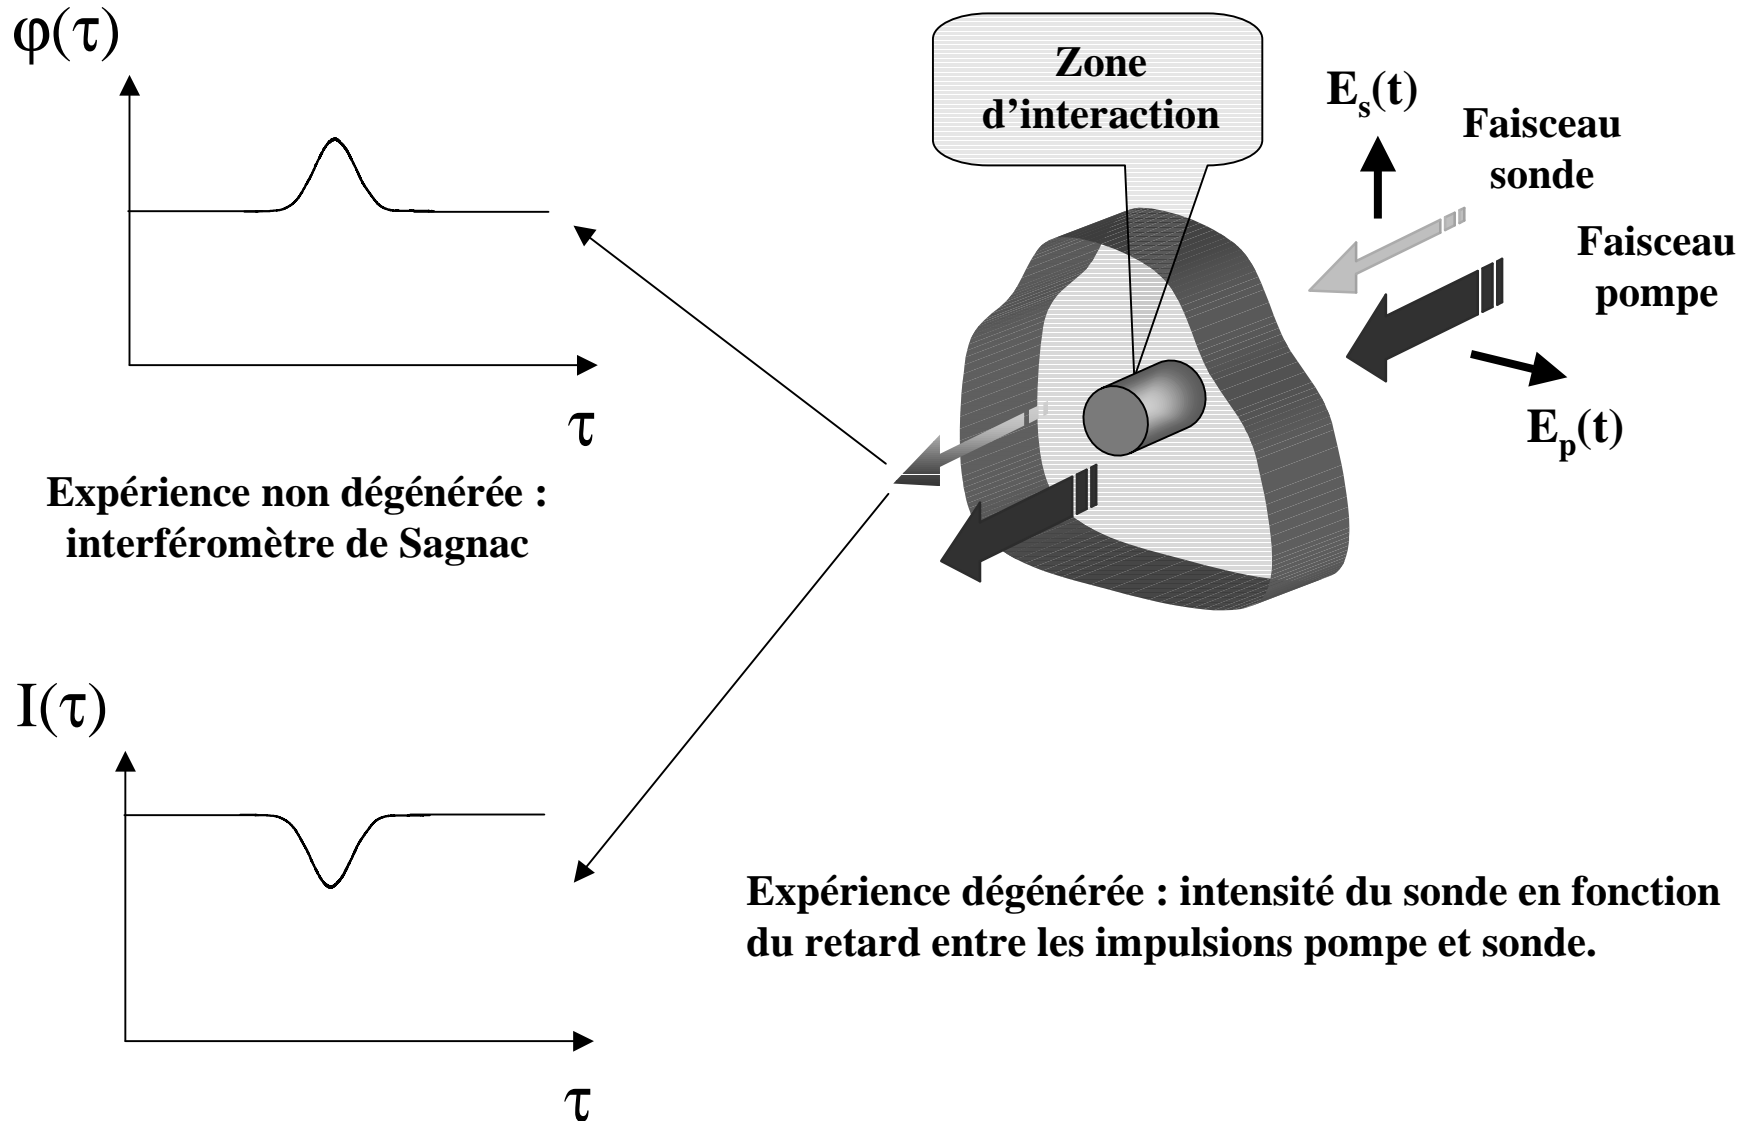 φ(τ)
τ
Expérience non dégénérée :
interféromètre de Sagnac
Zone
d’interaction
E_s(t)
Faisceau
sonde
Faisceau
pompe
E_p(t)
I(τ)
τ
Expérience dégénérée : intensité du sonde en fonction
du retard entre les impulsions pompe et sonde.